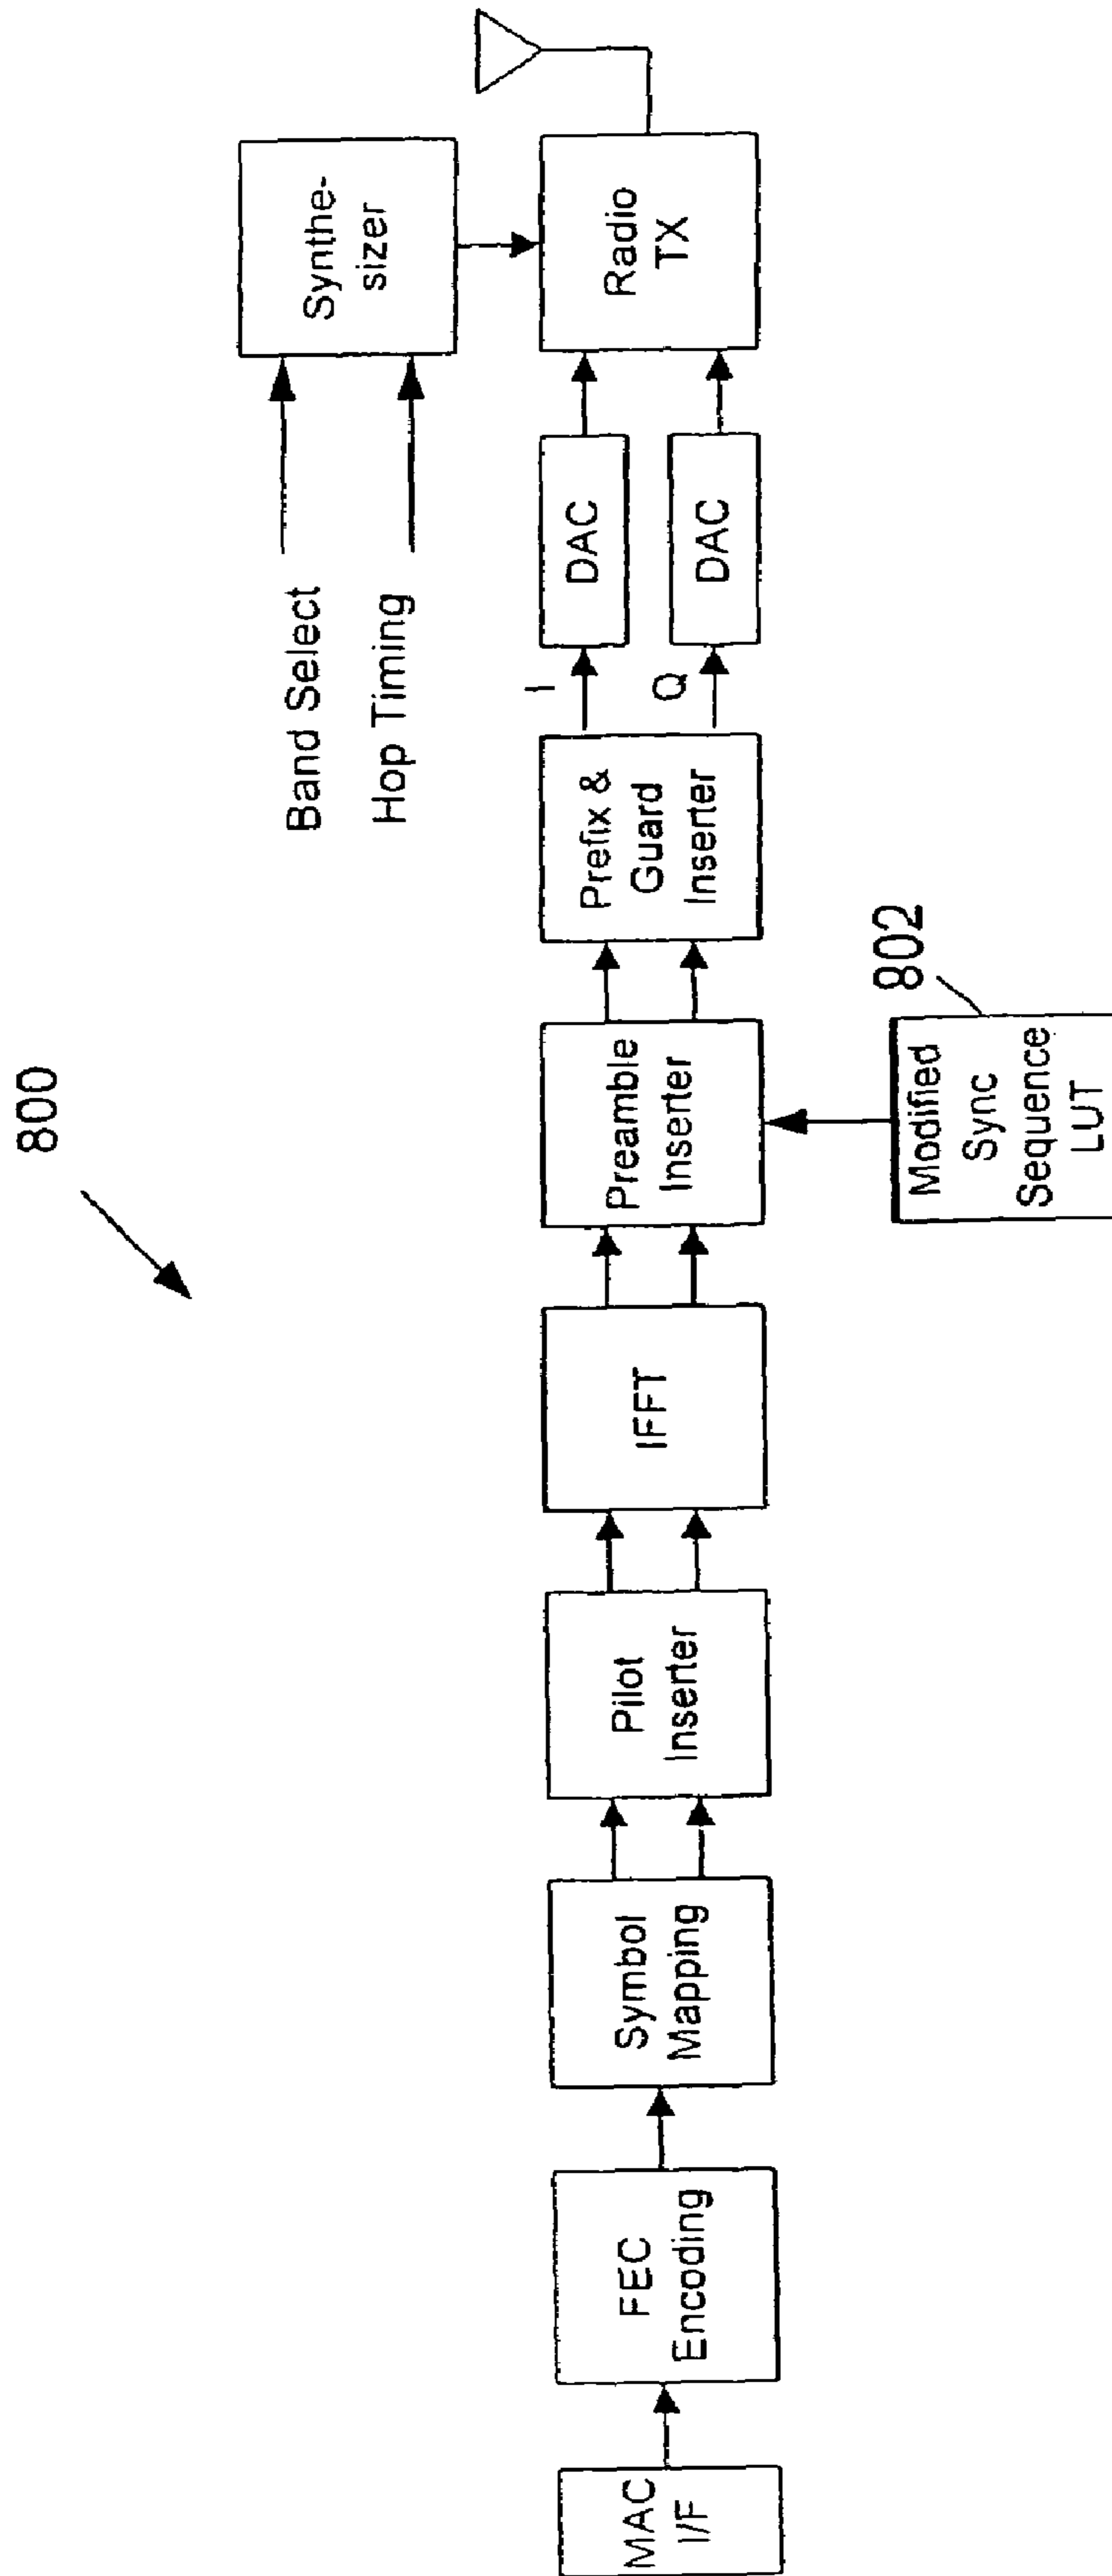 800
MAC
I/F
FEC
Encoding
Symbol
Mapping
Pilot
Inserter
IFFT
Preamble
Inserter
Modified
Sync
Sequence
LUT
802
Prefix &
Guard
Inserter
I
Q
DAC
DAC
Band Select
Hop Timing
Synthe-
sizer
Radio
TX